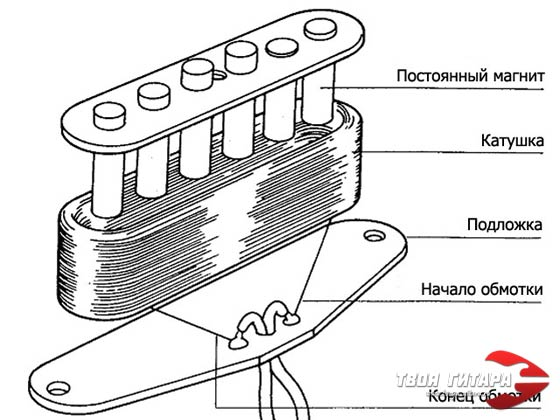 Постоянный магнит
Катушка
Подложка
Начало обмотки
ТВОЯ ГИТАРА
Конец обмотки